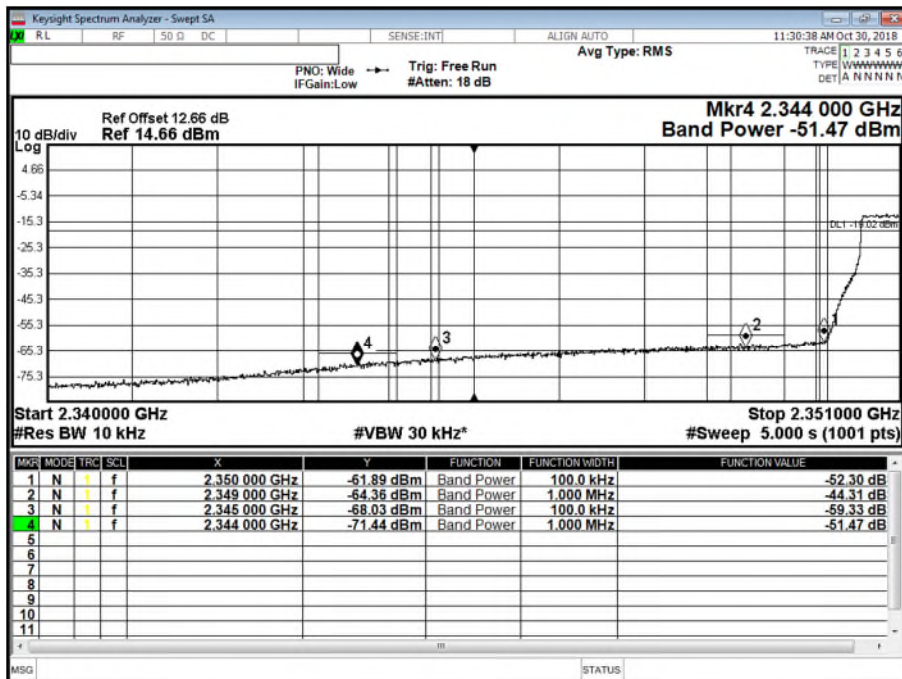 Keysight Spectrum Analyzer - Swept SA
LXI RL RF 50 Ω DC SENSE:INT ALIGN AUTO 11:30:38 AM Oct 30, 2018
Avg Type: RMS TRACE 1 2 3 4 5 6
PNO: Wide Trig: Free Run TYPE WWWWWW
IFGain:Low #Atten: 18 dB DET A N N N N N
Mkr4 2.344 000 GHz
Ref Offset 12.66 dB
10 dB/div Ref 14.66 dBm Band Power -51.47 dBm
Log
4.66
-5.34
-15.3
DL1 -19.02 dBm
-25.3
-35.3
-45.3
-55.3
4 3 2 1
-65.3
-75.3
Start 2.340000 GHz Stop 2.351000 GHz
#Res BW 10 kHz #VBW 30 kHz* #Sweep 5.000 s (1001 pts)
MKR MODE TRC SCL X Y FUNCTION FUNCTION WIDTH FUNCTION VALUE
1 N 1 f 2.350 000 GHz -61.89 dBm Band Power 100.0 kHz -52.30 dB
2 N 1 f 2.349 000 GHz -64.36 dBm Band Power 1.000 MHz -44.31 dB
3 N 1 f 2.345 000 GHz -68.03 dBm Band Power 100.0 kHz -59.33 dB
4 N 1 f 2.344 000 GHz -71.44 dBm Band Power 1.000 MHz -51.47 dB
5
6
7
8
9
10
11
MSG STATUS